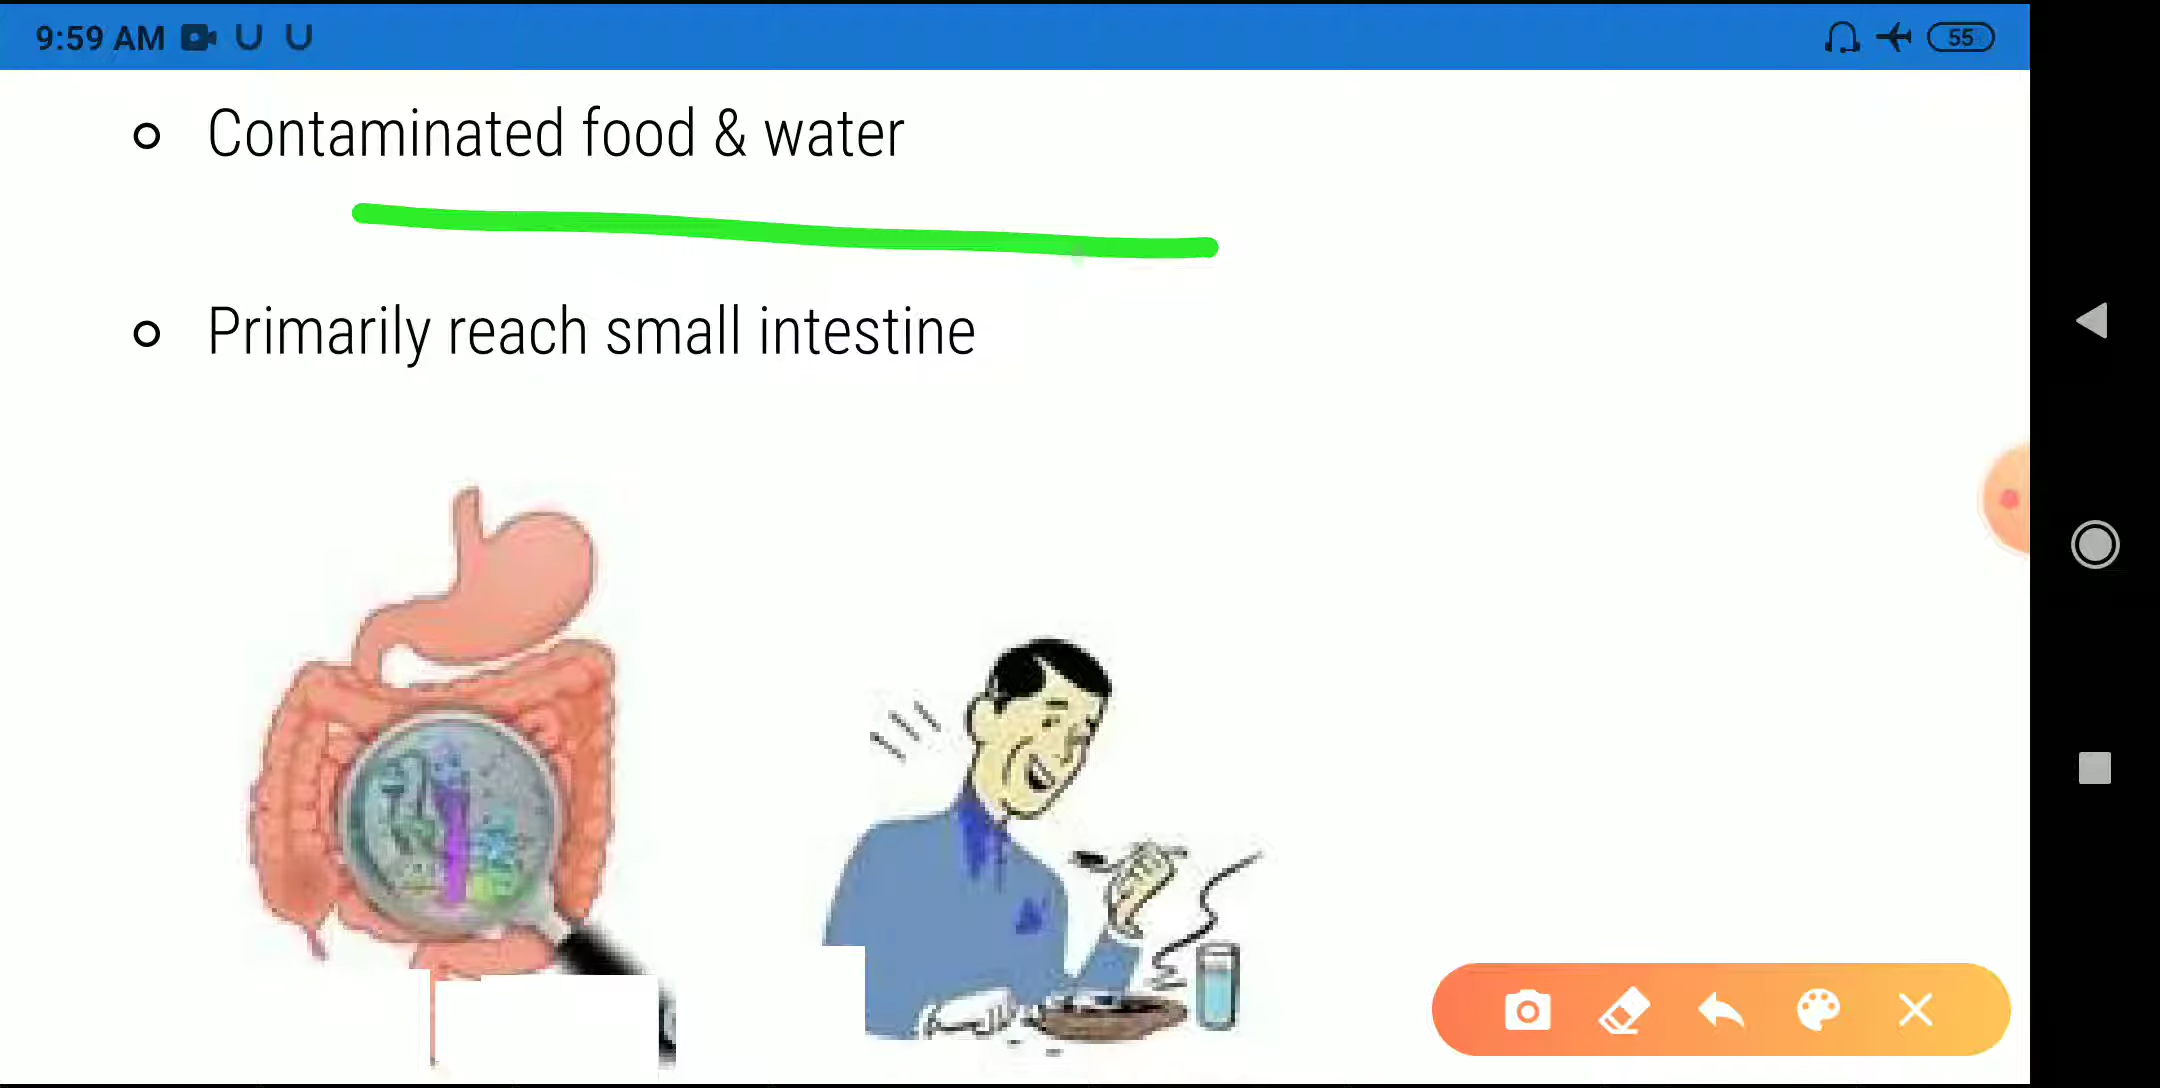 9:59 AM
55
Contaminated food & water
Primarily reach small intestine